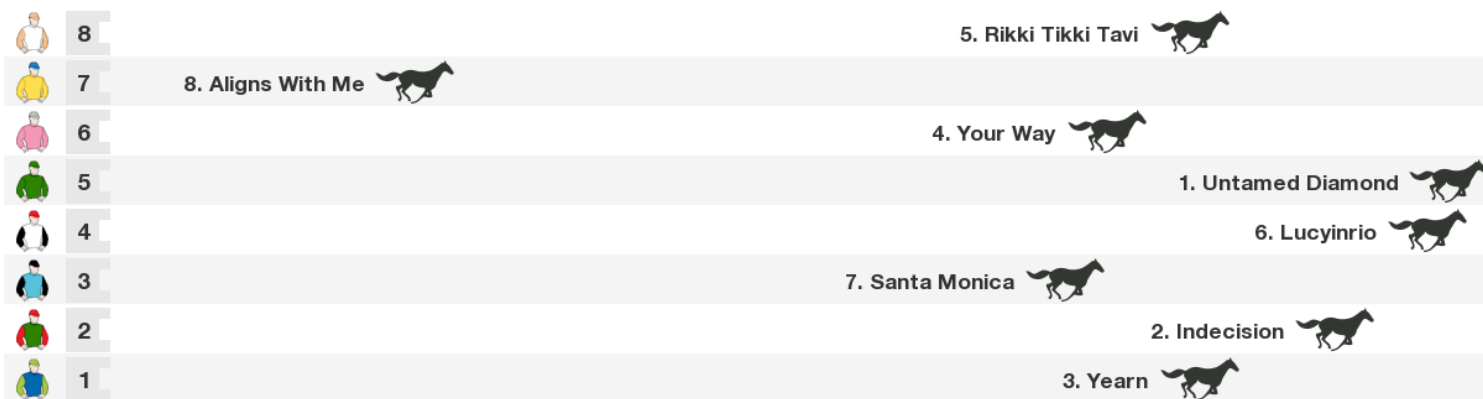 8 5. Rikki Tikki Tavi
7 8. Aligns With Me
6 4. Your Way
5 1. Untamed Diamond
4 6. Lucyinrio
3 7. Santa Monica
2 2. Indecision
1 3. Yearn